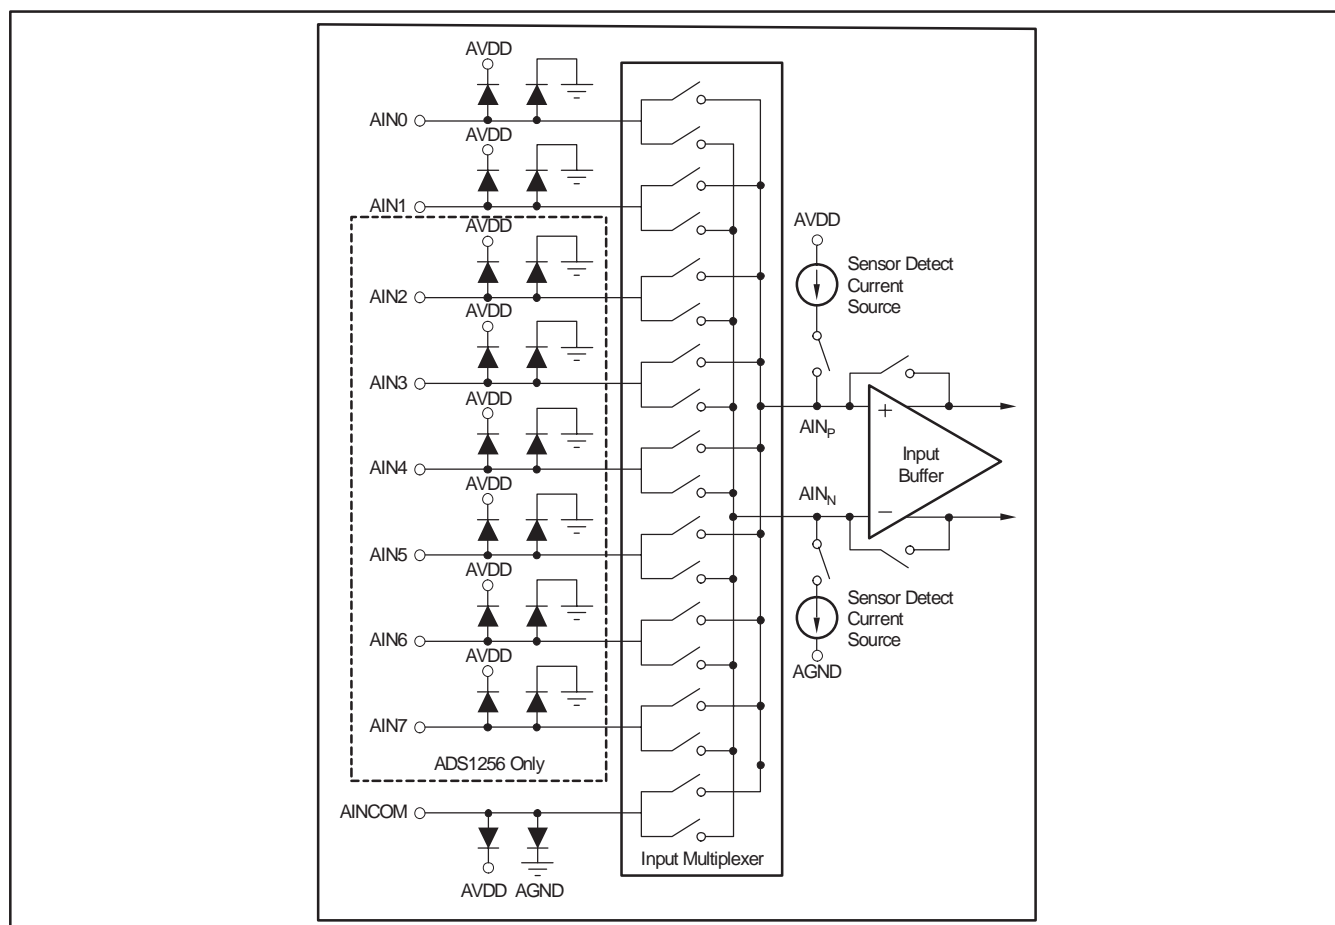 AVDD
AIN0
AVDD
AIN1
AVDD
AIN2
AVDD
AIN3
AVDD
AIN4
AVDD
AIN5
AVDD
AIN6
AVDD
AIN7
ADS1256 Only
AINCOM
AVDD AGND
Input Multiplexer
AVDD
Sensor Detect
Current
Source
AINP
+
Input
Buffer
AINN
−
Sensor Detect
Current
Source
AGND